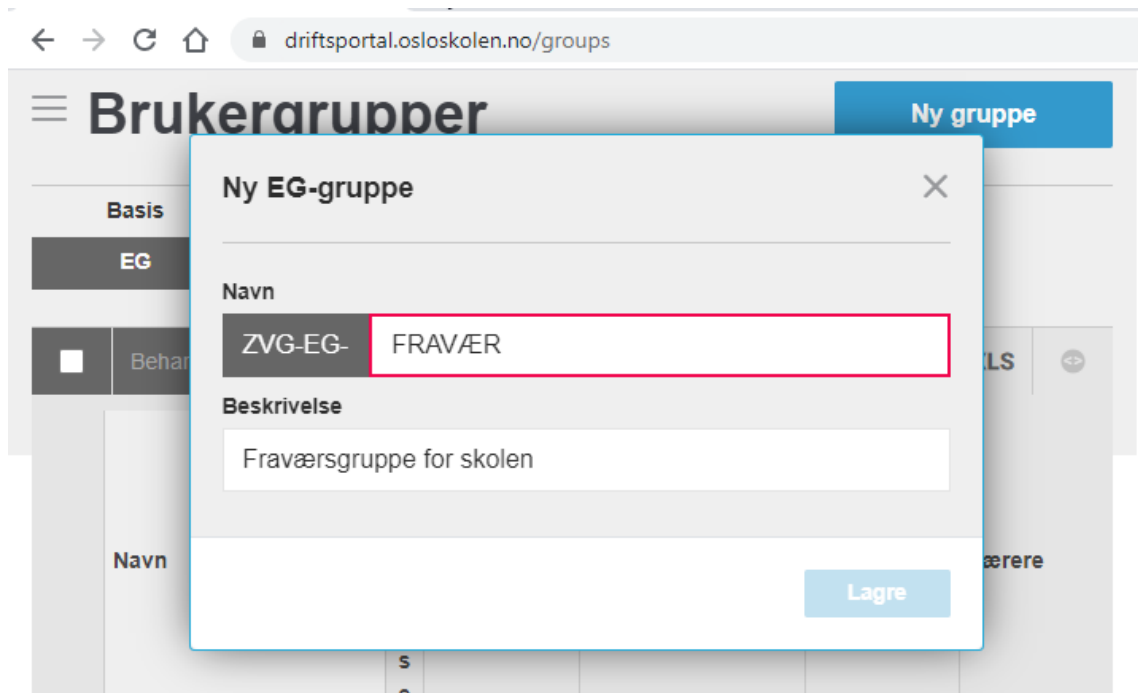 driftsportal.osloskolen.no/groups
Brukergrupper
Ny gruppe
Ny EG-gruppe
Basis
EG
Navn
ZVG-EG-
FRAVÆR
Beskrivelse
Fraværsgruppe for skolen
Navn
Lagre
s